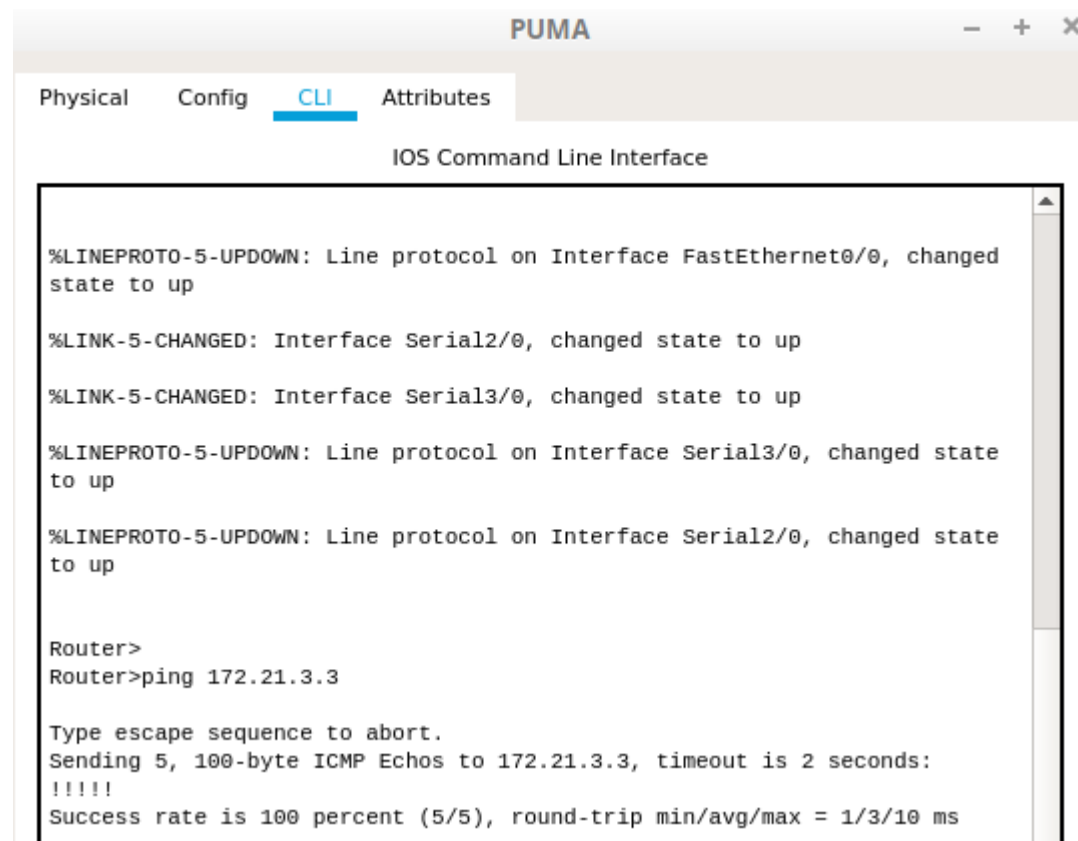 PUMA
Physical Config CLI Attributes
IOS Command Line Interface
%LINEPROTO-5-UPDOWN: Line protocol on Interface FastEthernet0/0, changed
state to up
%LINK-5-CHANGED: Interface Serial2/0, changed state to up
%LINK-5-CHANGED: Interface Serial3/0, changed state to up
%LINEPROTO-5-UPDOWN: Line protocol on Interface Serial3/0, changed state
to up
%LINEPROTO-5-UPDOWN: Line protocol on Interface Serial2/0, changed state
to up
Router>
Router>ping 172.21.3.3
Type escape sequence to abort.
Sending 5, 100-byte ICMP Echos to 172.21.3.3, timeout is 2 seconds:
!!!!!
Success rate is 100 percent (5/5), round-trip min/avg/max = 1/3/10 ms